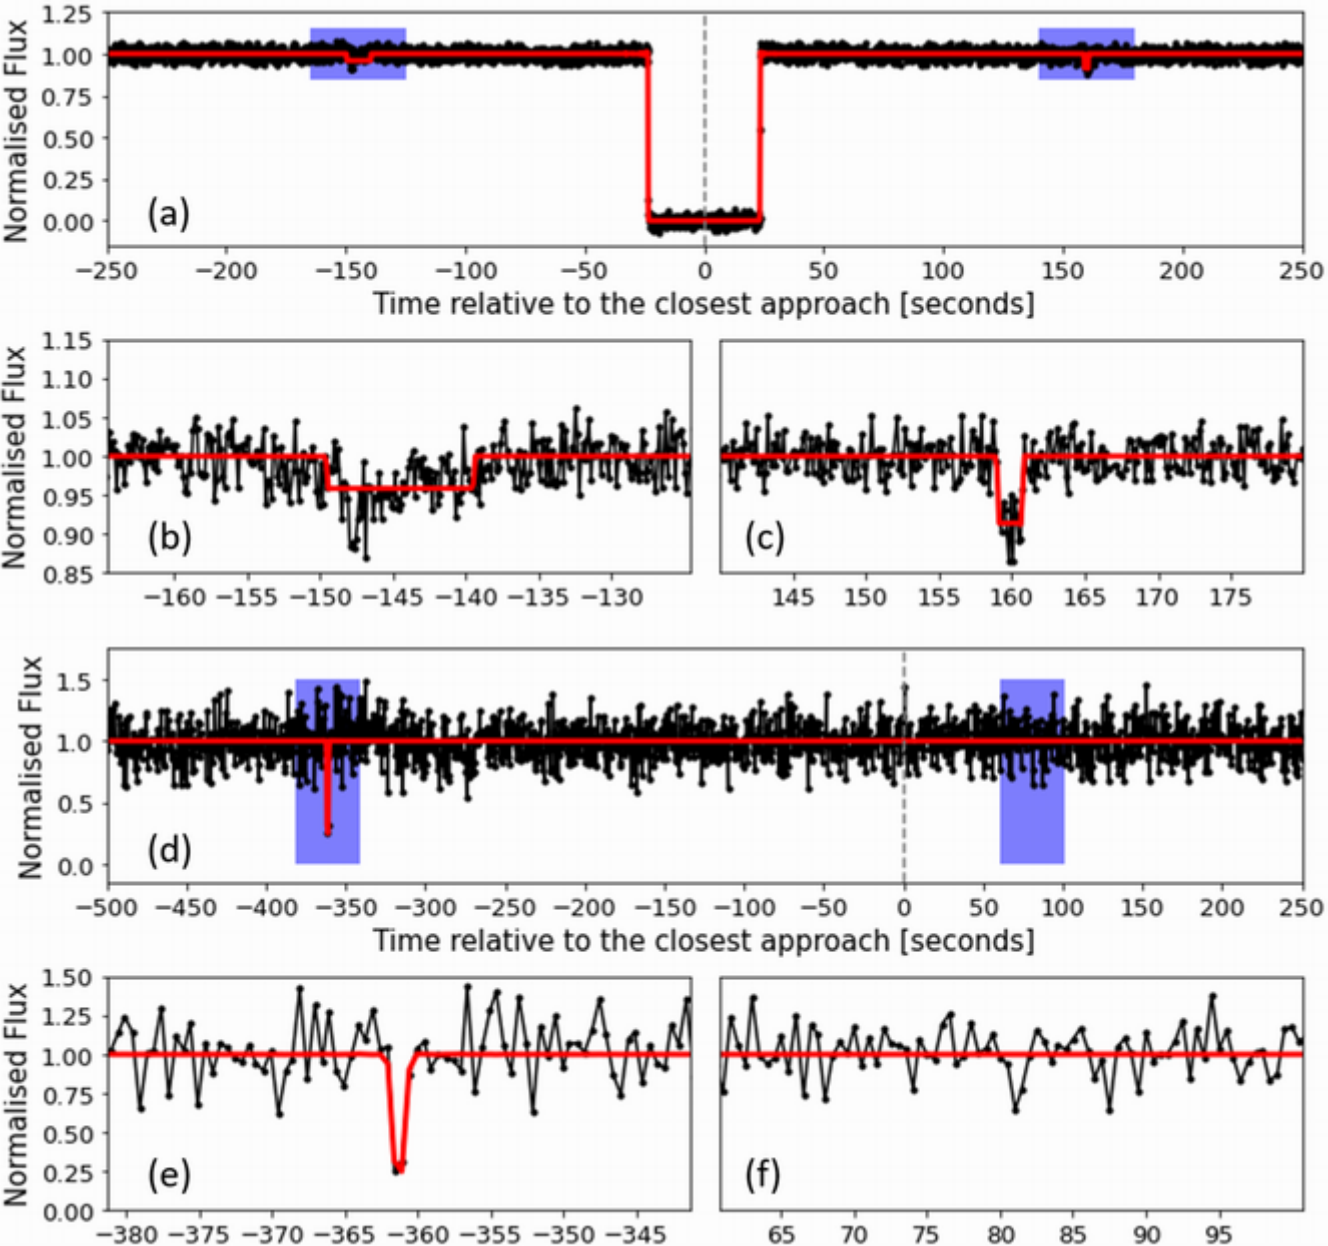 Normalised Flux
1.25
1.00
0.75
0.50
0.25
0.00
(a)
−250 −200 −150 −100 −50 0 50 100 150 200 250
Time relative to the closest approach [seconds]
Normalised Flux
1.15
1.10
1.05
1.00
0.95
0.90
0.85
(b)
−160 −155 −150 −145 −140 −135 −130
(c)
145 150 155 160 165 170 175
Normalised Flux
1.5
1.0
0.5
0.0
(d)
−500 −450 −400 −350 −300 −250 −200 −150 −100 −50 0 50 100 150 200 250
Time relative to the closest approach [seconds]
Normalised Flux
1.50
1.25
1.00
0.75
0.50
0.25
0.00
(e)
−380 −375 −370 −365 −360 −355 −350 −345
(f)
65 70 75 80 85 90 95